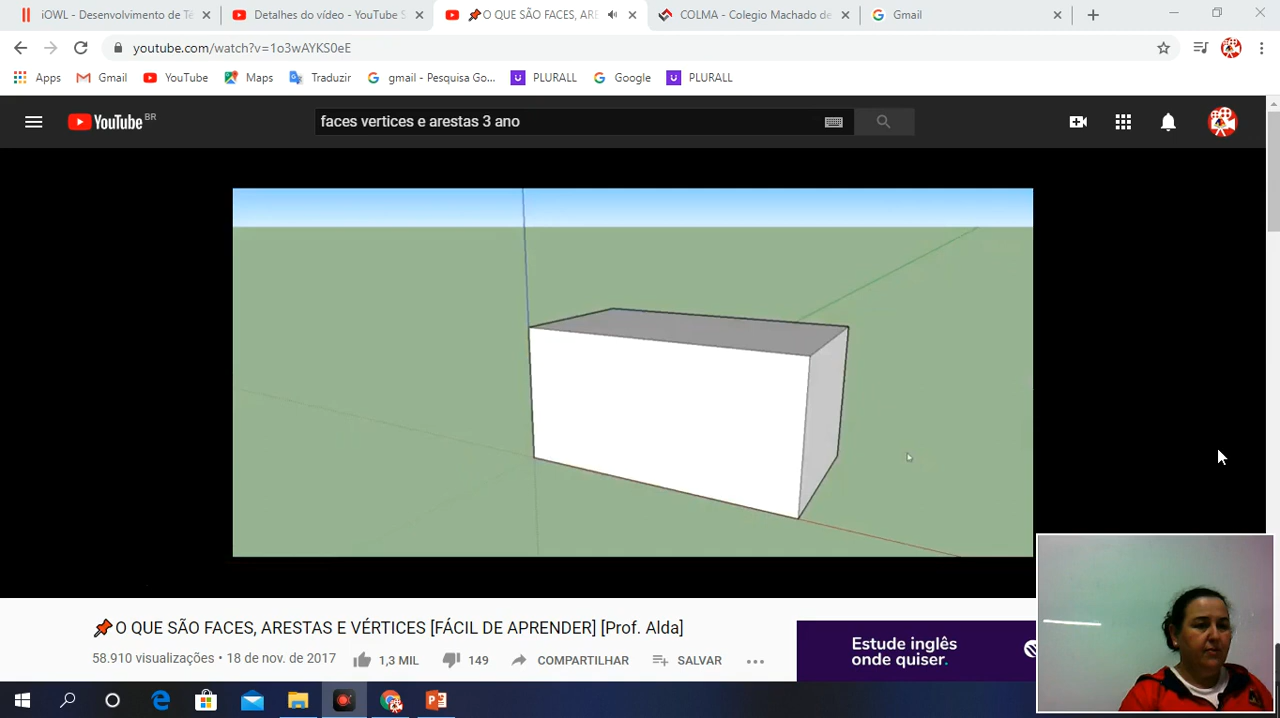 iOWL - Desenvolvimento de Te
Detalhes do vídeo - YouTube S
O QUE SÃO FACES, ARES
COLMA - Colegio Machado de
Gmail
youtube.com/watch?v=1o3wAYKS0eE
Apps
Gmail
YouTube
Maps
Traduzir
gmail - Pesquisa Go...
PLURALL
Google
PLURALL
YouTube BR
faces vertices e arestas 3 ano
O QUE SÃO FACES, ARESTAS E VÉRTICES [FÁCIL DE APRENDER] [Prof. Alda]
58.910 visualizações • 18 de nov. de 2017
1,3 MIL
149
COMPARTILHAR
SALVAR
Estude inglês
onde quiser.